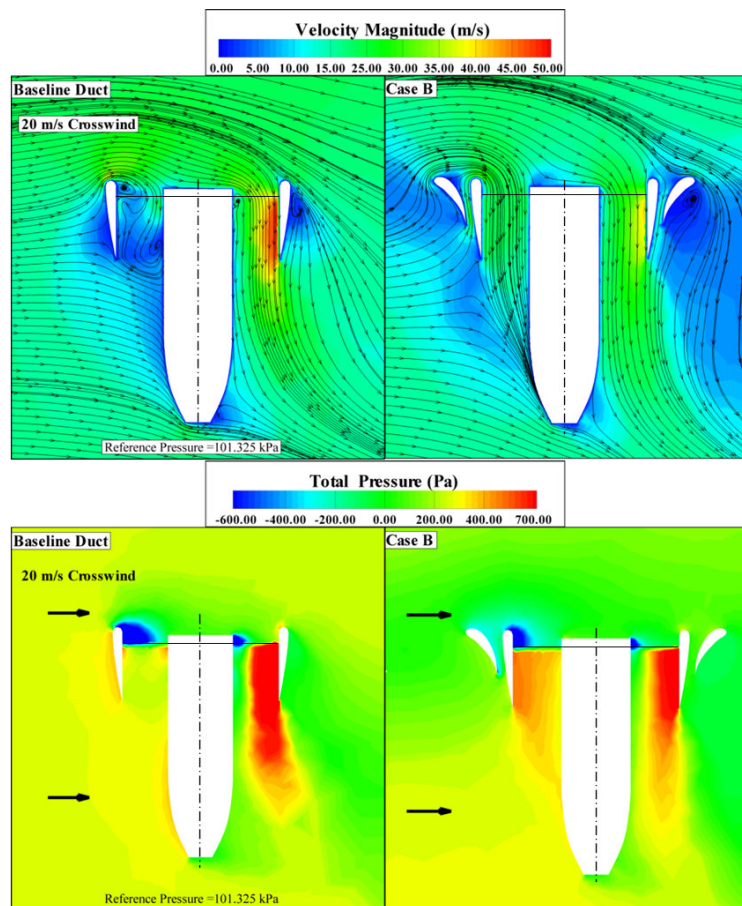 Velocity Magnitude (m/s)
0.00 5.00 10.00 15.00 20.00 25.00 30.00 35.00 40.00 45.00 50.00
Baseline Duct
20 m/s Crosswind
Case B
Reference Pressure =101.325 kPa
Total Pressure (Pa)
-600.00 -400.00 -200.00 0.00 200.00 400.00 700.00
Baseline Duct
20 m/s Crosswind
Case B
Reference Pressure =101.325 kPa